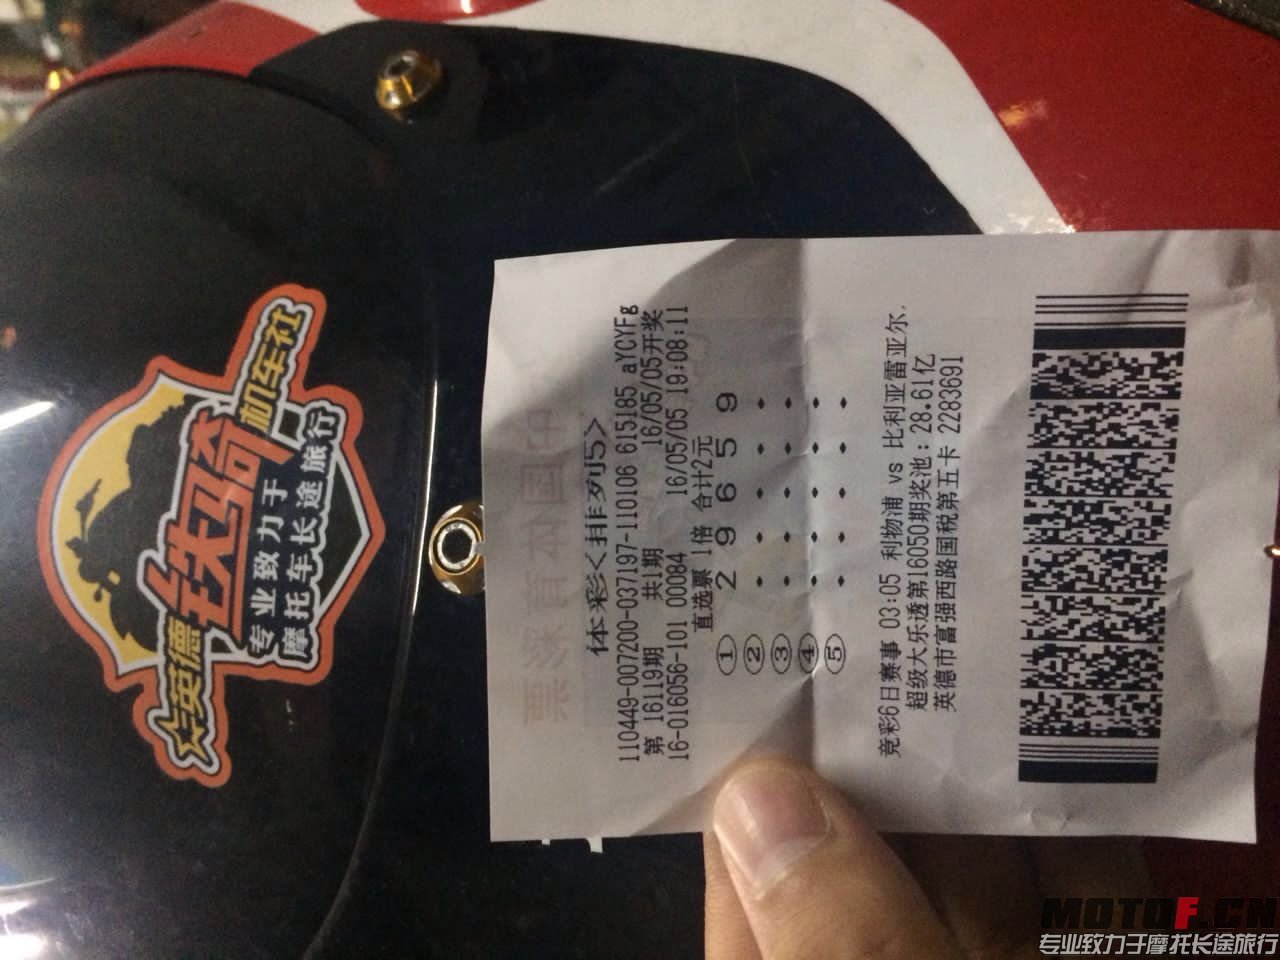 英德
铁骑
机车社
专业致力于
摩托车长途旅行
体彩<排列5>
110449-007200-037197-110106 615185 aYCYFg
第 16119期 共1期 16/05/05开奖
16-016056-101 00084 16/05/05 19:08:11
直选票 1倍 合计2元
① 2 9 6 5 9
② * * * * *
③ * * * * *
④ * * * * *
⑤ * * * * *
竞彩6日赛事 03:05 利物浦 vs 比利亚雷亚尔,
超级大乐透第16050期奖池: 28.61亿
英德市富强西路国税第五卡 2283691
MOTOF.CN
专业致力于摩托长途旅行